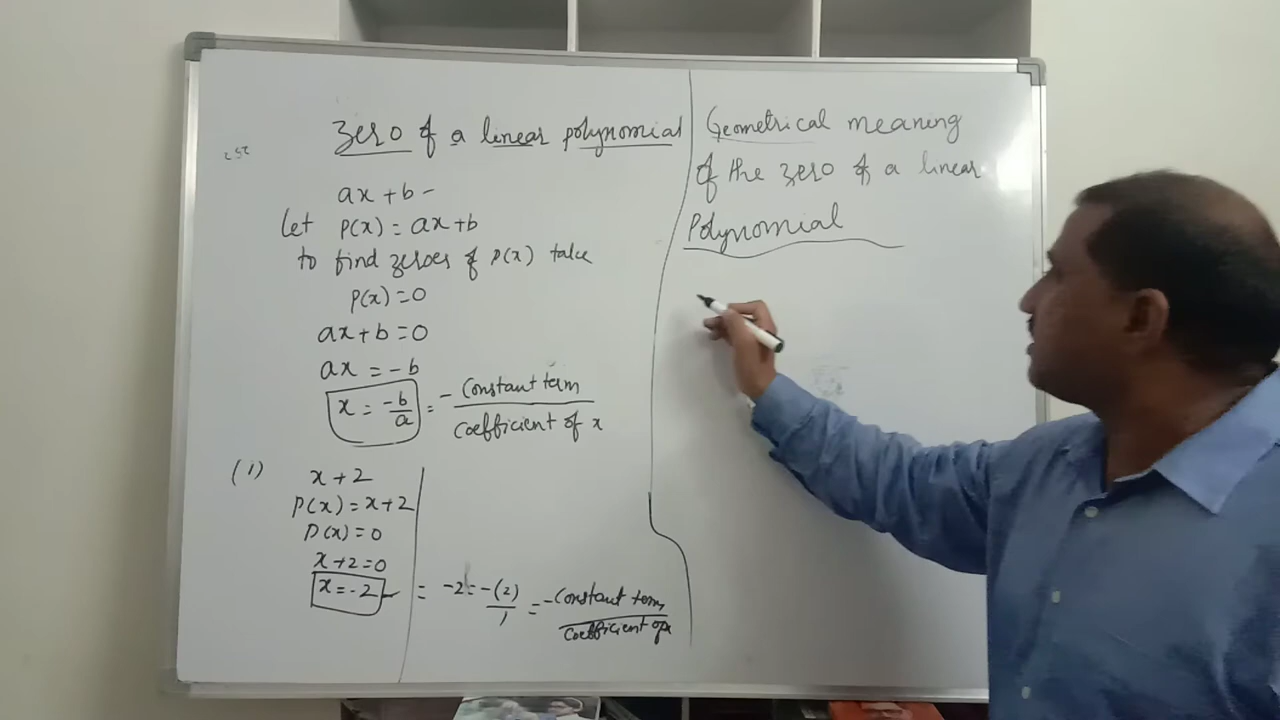 Zero of a linear polynomial
ax + b -
Let P(x) = ax + b
to find zeroes of P(x) take
P(x) = 0
ax + b = 0
ax = -b
x = -b/a = - Constant term / Coefficient of x
(1) x + 2
P(x) = x + 2
P(x) = 0
x + 2 = 0
x = -2 = -2 = -(2)/1 = - Constant term / Coefficient of x
Geometrical meaning
of the zero of a linear
Polynomial